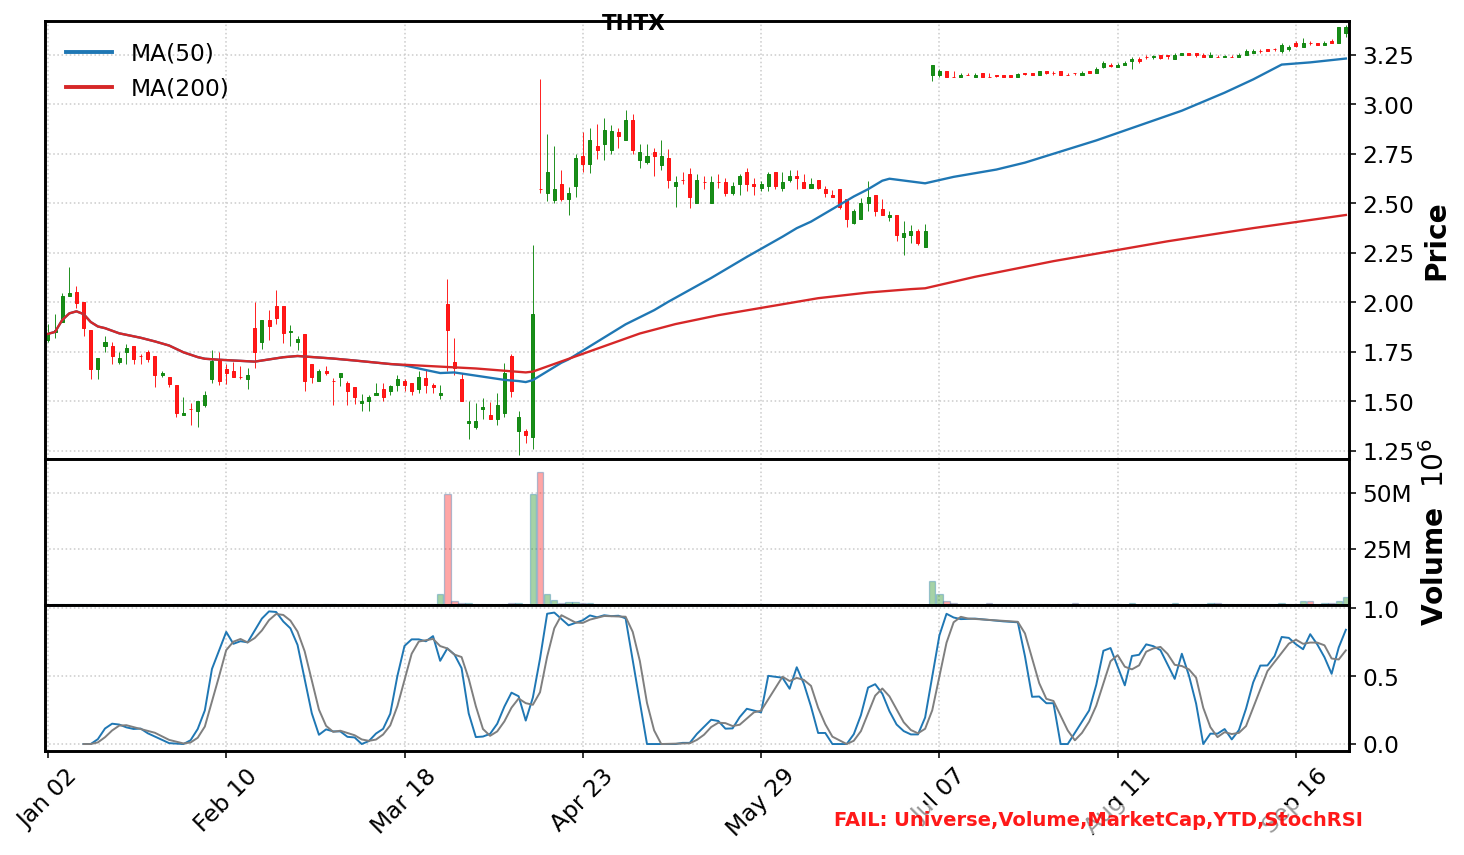 THTX
MA(50)
MA(200)
3.25
3.00
2.75
2.50
2.25
2.00
1.75
1.50
1.25
Price
50M
25M
Volume 10^6
1.0
0.5
0.0
Jan 02
Feb 10
Mar 18
Apr 23
May 29
Jul 07
Aug 11
Sep 16
FAIL: Universe,Volume,MarketCap,YTD,StochRSI